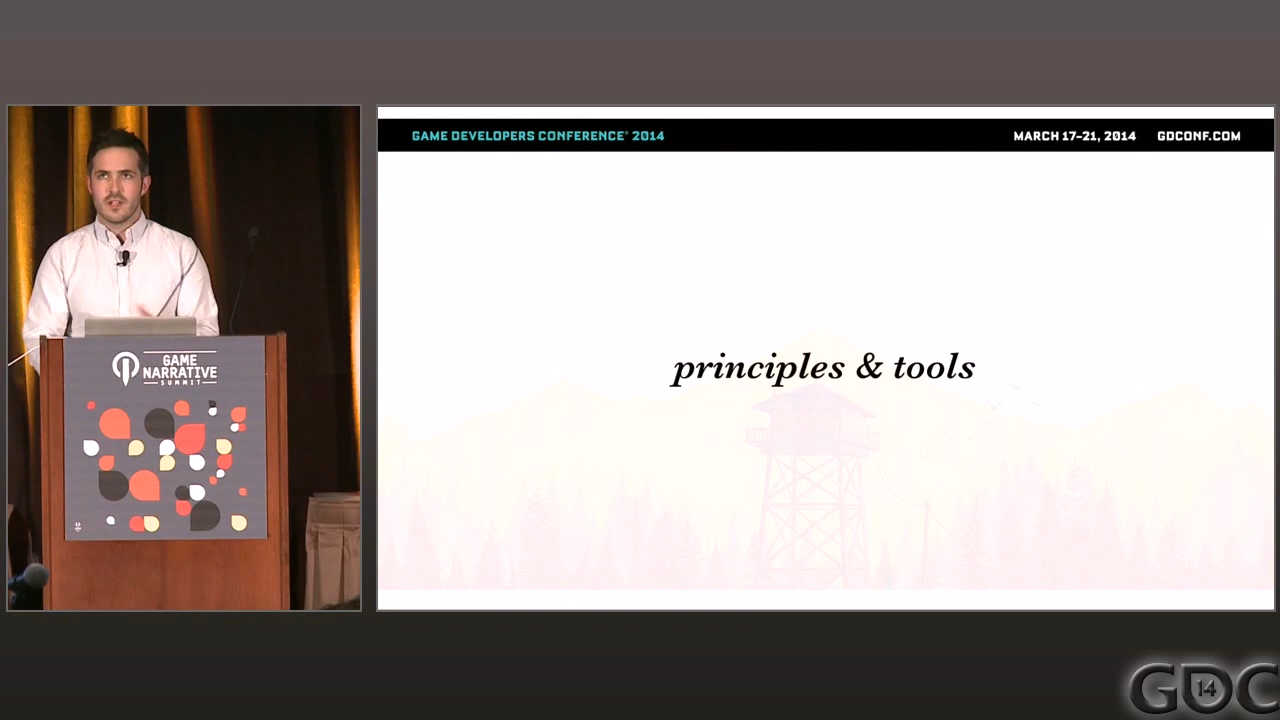 GAME DEVELOPERS CONFERENCE® 2014
MARCH 17–21, 2014 GDCONF.COM
principles & tools
GAME
NARRATIVE
SUMMIT
GDC
14